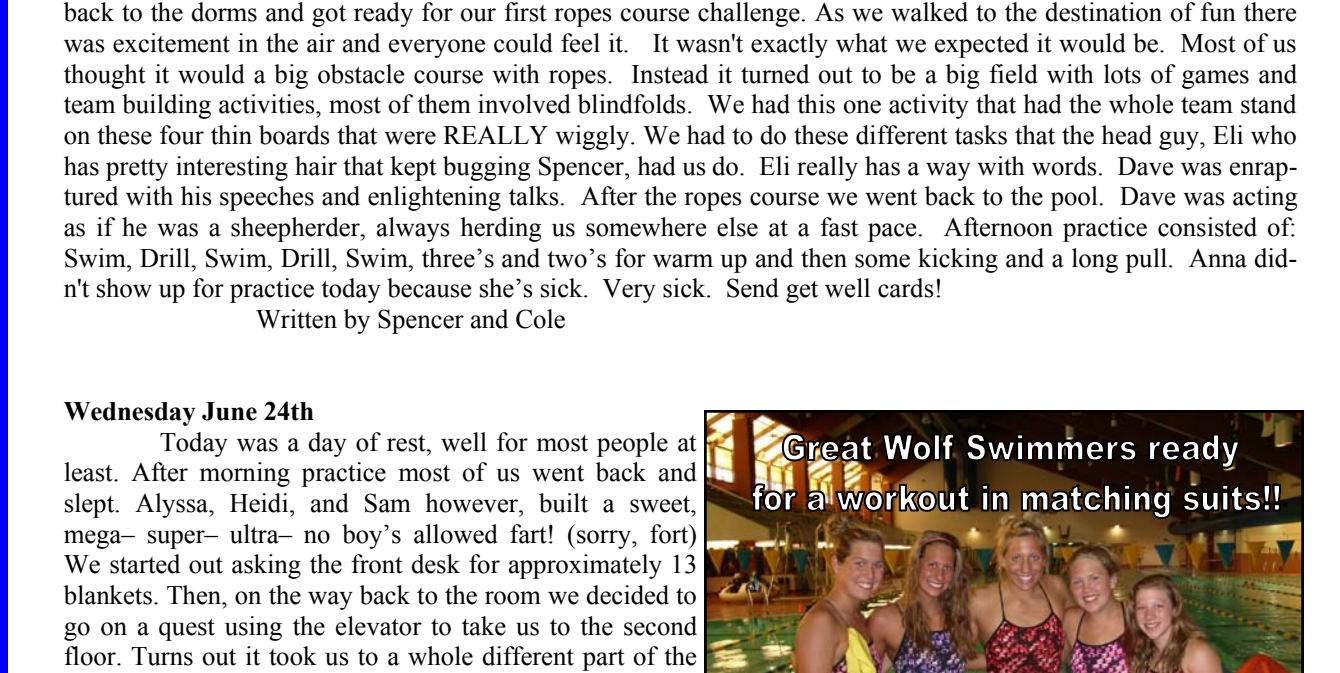 back to the dorms and got ready for our first ropes course challenge. As we walked to the destination of fun there
was excitement in the air and everyone could feel it. It wasn't exactly what we expected it would be. Most of us
thought it would a big obstacle course with ropes. Instead it turned out to be a big field with lots of games and
team building activities, most of them involved blindfolds. We had this one activity that had the whole team stand
on these four thin boards that were REALLY wiggly. We had to do these different tasks that the head guy, Eli who
has pretty interesting hair that kept bugging Spencer, had us do. Eli really has a way with words. Dave was enrap-
tured with his speeches and enlightening talks. After the ropes course we went back to the pool. Dave was acting
as if he was a sheepherder, always herding us somewhere else at a fast pace. Afternoon practice consisted of:
Swim, Drill, Swim, Drill, Swim, three’s and two’s for warm up and then some kicking and a long pull. Anna did-
n't show up for practice today because she’s sick. Very sick. Send get well cards!
Written by Spencer and Cole
Wednesday June 24th
Today was a day of rest, well for most people at
least. After morning practice most of us went back and
slept. Alyssa, Heidi, and Sam however, built a sweet,
mega– super– ultra– no boy’s allowed fart! (sorry, fort)
We started out asking the front desk for approximately 13
blankets. Then, on the way back to the room we decided to
go on a quest using the elevator to take us to the second
floor. Turns out it took us to a whole different part of the
Great Wolf Swimmers ready
for a workout in matching suits!!